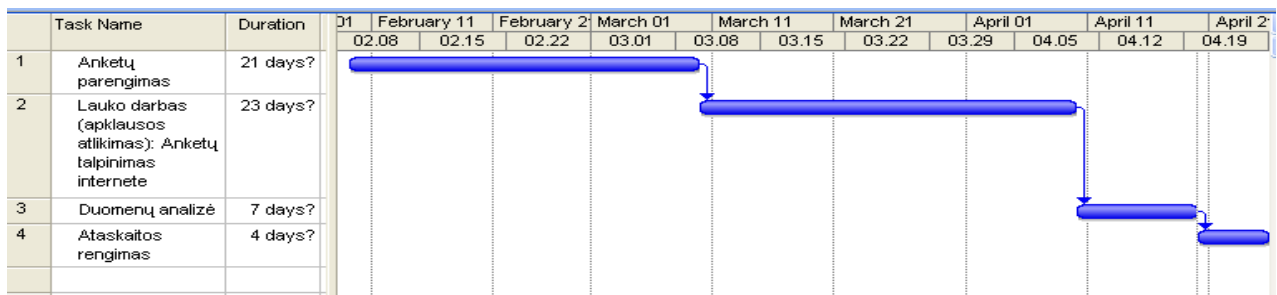 Task Name Duration 01 February 11 February 2 March 01 March 11 March 21 April 01 April 11 April 2
02.08 02.15 02.22 03.01 03.08 03.15 03.22 03.29 04.05 04.12 04.19
1 Anketų 21 days?
parengimas
2 Lauko darbas 23 days?
(apklausos
atlikimas): Anketų
talpinimas
internete
3 Duomenų analizė 7 days?
4 Ataskaitos 4 days?
rengimas